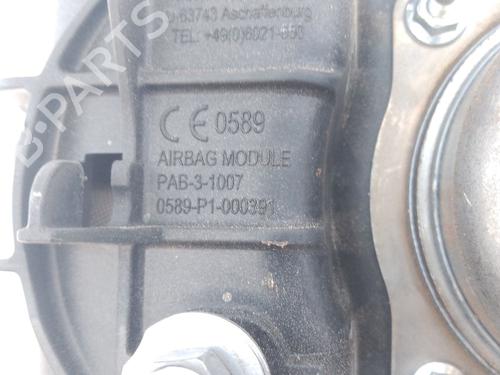 63743 Aschaffenburg
TEL: +49(0)6021-650
CE 0589
AIRBAG MODULE
PAB-3-1007
0589-P1-000391
B-PARTS